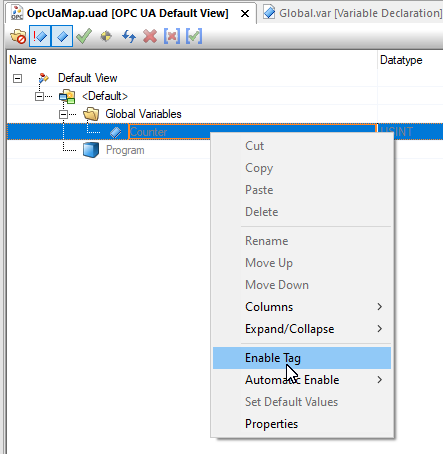 OpcUaMap.uad [OPC UA Default View]
Global.var [Variable Declaration]
Name
Datatype
Default View
<Default>
Global Variables
Counter
USINT
Program
Cut
Copy
Paste
Delete
Rename
Move Up
Move Down
Columns
Expand/Collapse
Enable Tag
Automatic Enable
Set Default Values
Properties